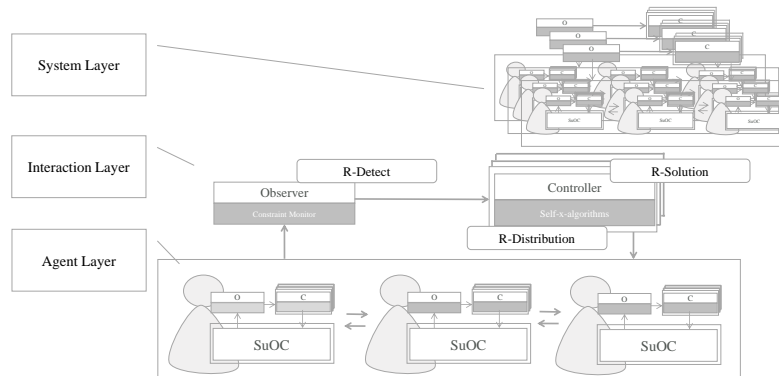 System Layer
O
C
O
C
O
C
O
C
O
C
O
C
O
C
O
C
O
C
SuOC
SuOC
SuOC
Interaction Layer
R-Detect
R-Solution
Observer
Controller
Constraint Monitor
Self-x-algorithms
R-Distribution
Agent Layer
O
C
O
C
O
C
SuOC
SuOC
SuOC